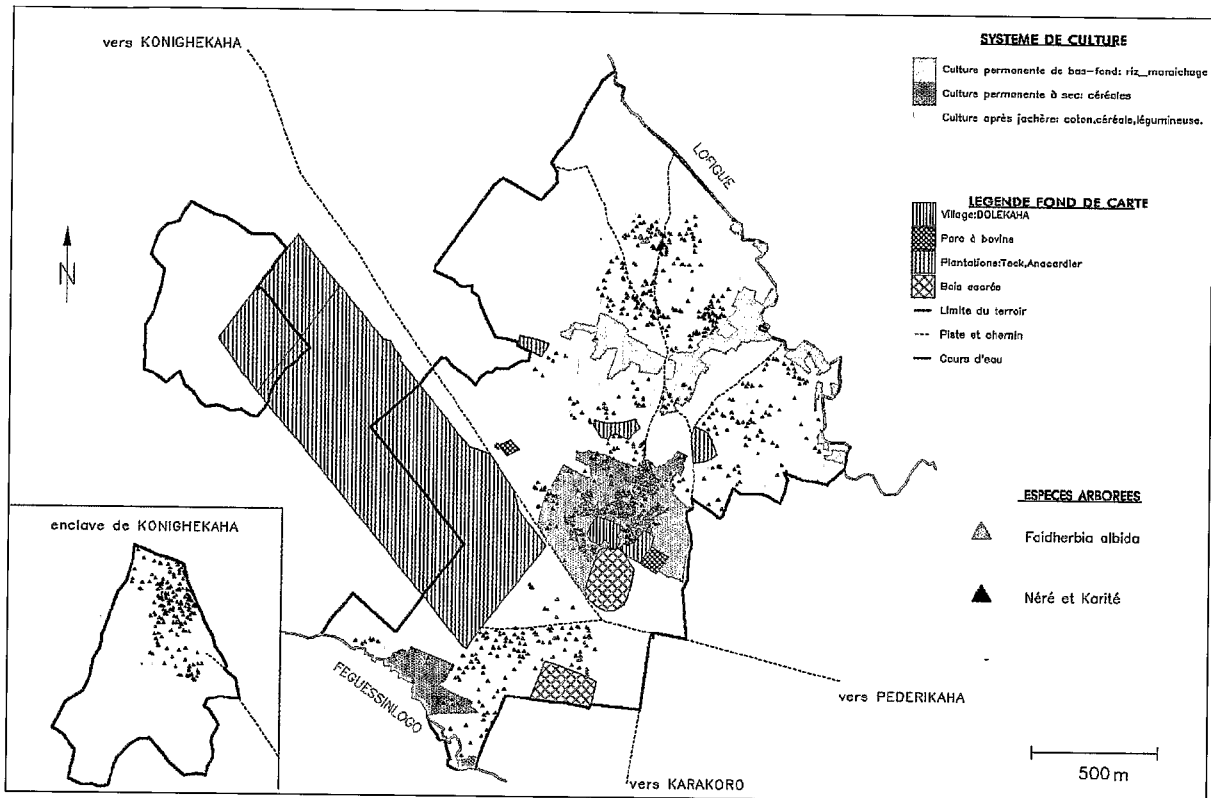 vers KONIGHEKAHA
SYSTEME DE CULTURE
Culture permanente de bas-fond: riz_maraichage
Culture permanente à sec: céréales
Culture après jachère: coton,céréale,légumineuse.
LOFIGUE
LEGENDE FOND DE CARTE
Village:DOLEKAHA
Parc à bovins
Plantations:Teck,Anacardier
Bois sacrés
Limite du terroir
Piste et chemin
Cours d'eau
N
enclave de KONIGHEKAHA
ESPECES ARBOREES
Faidherbia albida
Néré et Karité
FEGUESSINLOGO
vers PEDERIKAHA
vers KARAKORO
500 m